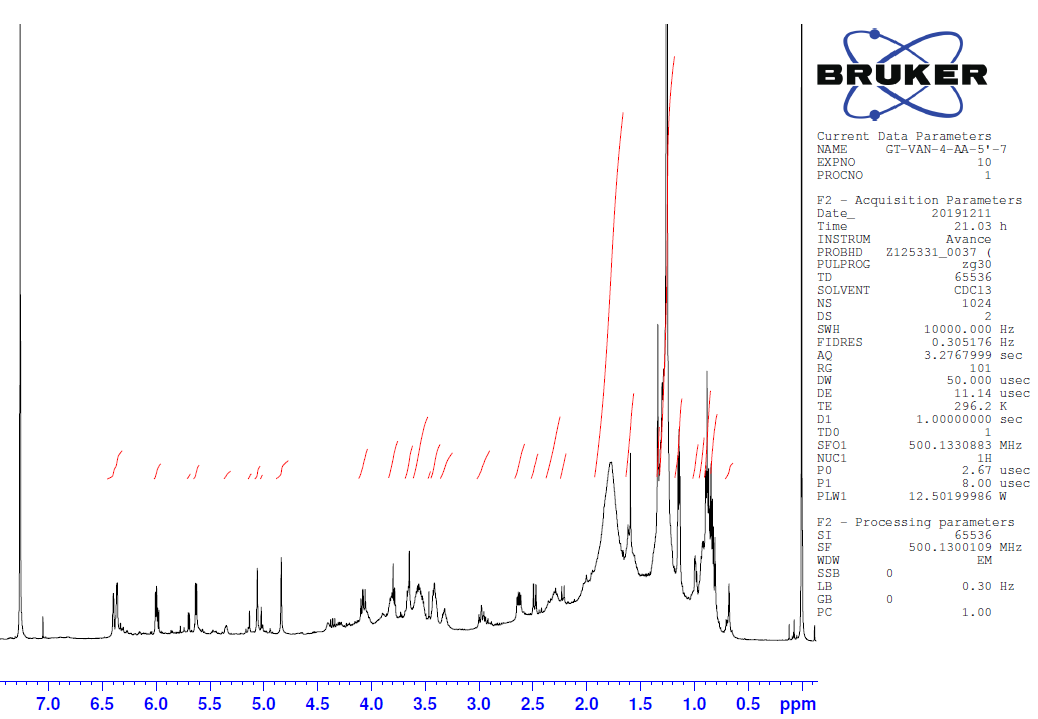 BRUKER
Current Data Parameters
NAME GT-VAN-4-AA-5'-7
EXPNO 10
PROCNO 1
F2 - Acquisition Parameters
Date_ 20191211
Time 21.03 h
INSTRUM Avance
PROBHD Z125331_0037 (
PULPROG zg30
TD 65536
SOLVENT CDCl3
NS 1024
DS 2
SWH 10000.000 Hz
FIDRES 0.305176 Hz
AQ 3.2767999 sec
RG 101
DW 50.000 usec
DE 11.14 usec
TE 296.2 K
D1 1.00000000 sec
TD0 1
SFO1 500.1330883 MHz
NUC1 1H
P0 2.67 usec
P1 8.00 usec
PLW1 12.50199986 W
F2 - Processing parameters
SI 65536
SF 500.1300109 MHz
WDW EM
SSB 0
LB 0.30 Hz
GB 0
PC 1.00
7.0 6.5 6.0 5.5 5.0 4.5 4.0 3.5 3.0 2.5 2.0 1.5 1.0 0.5 ppm